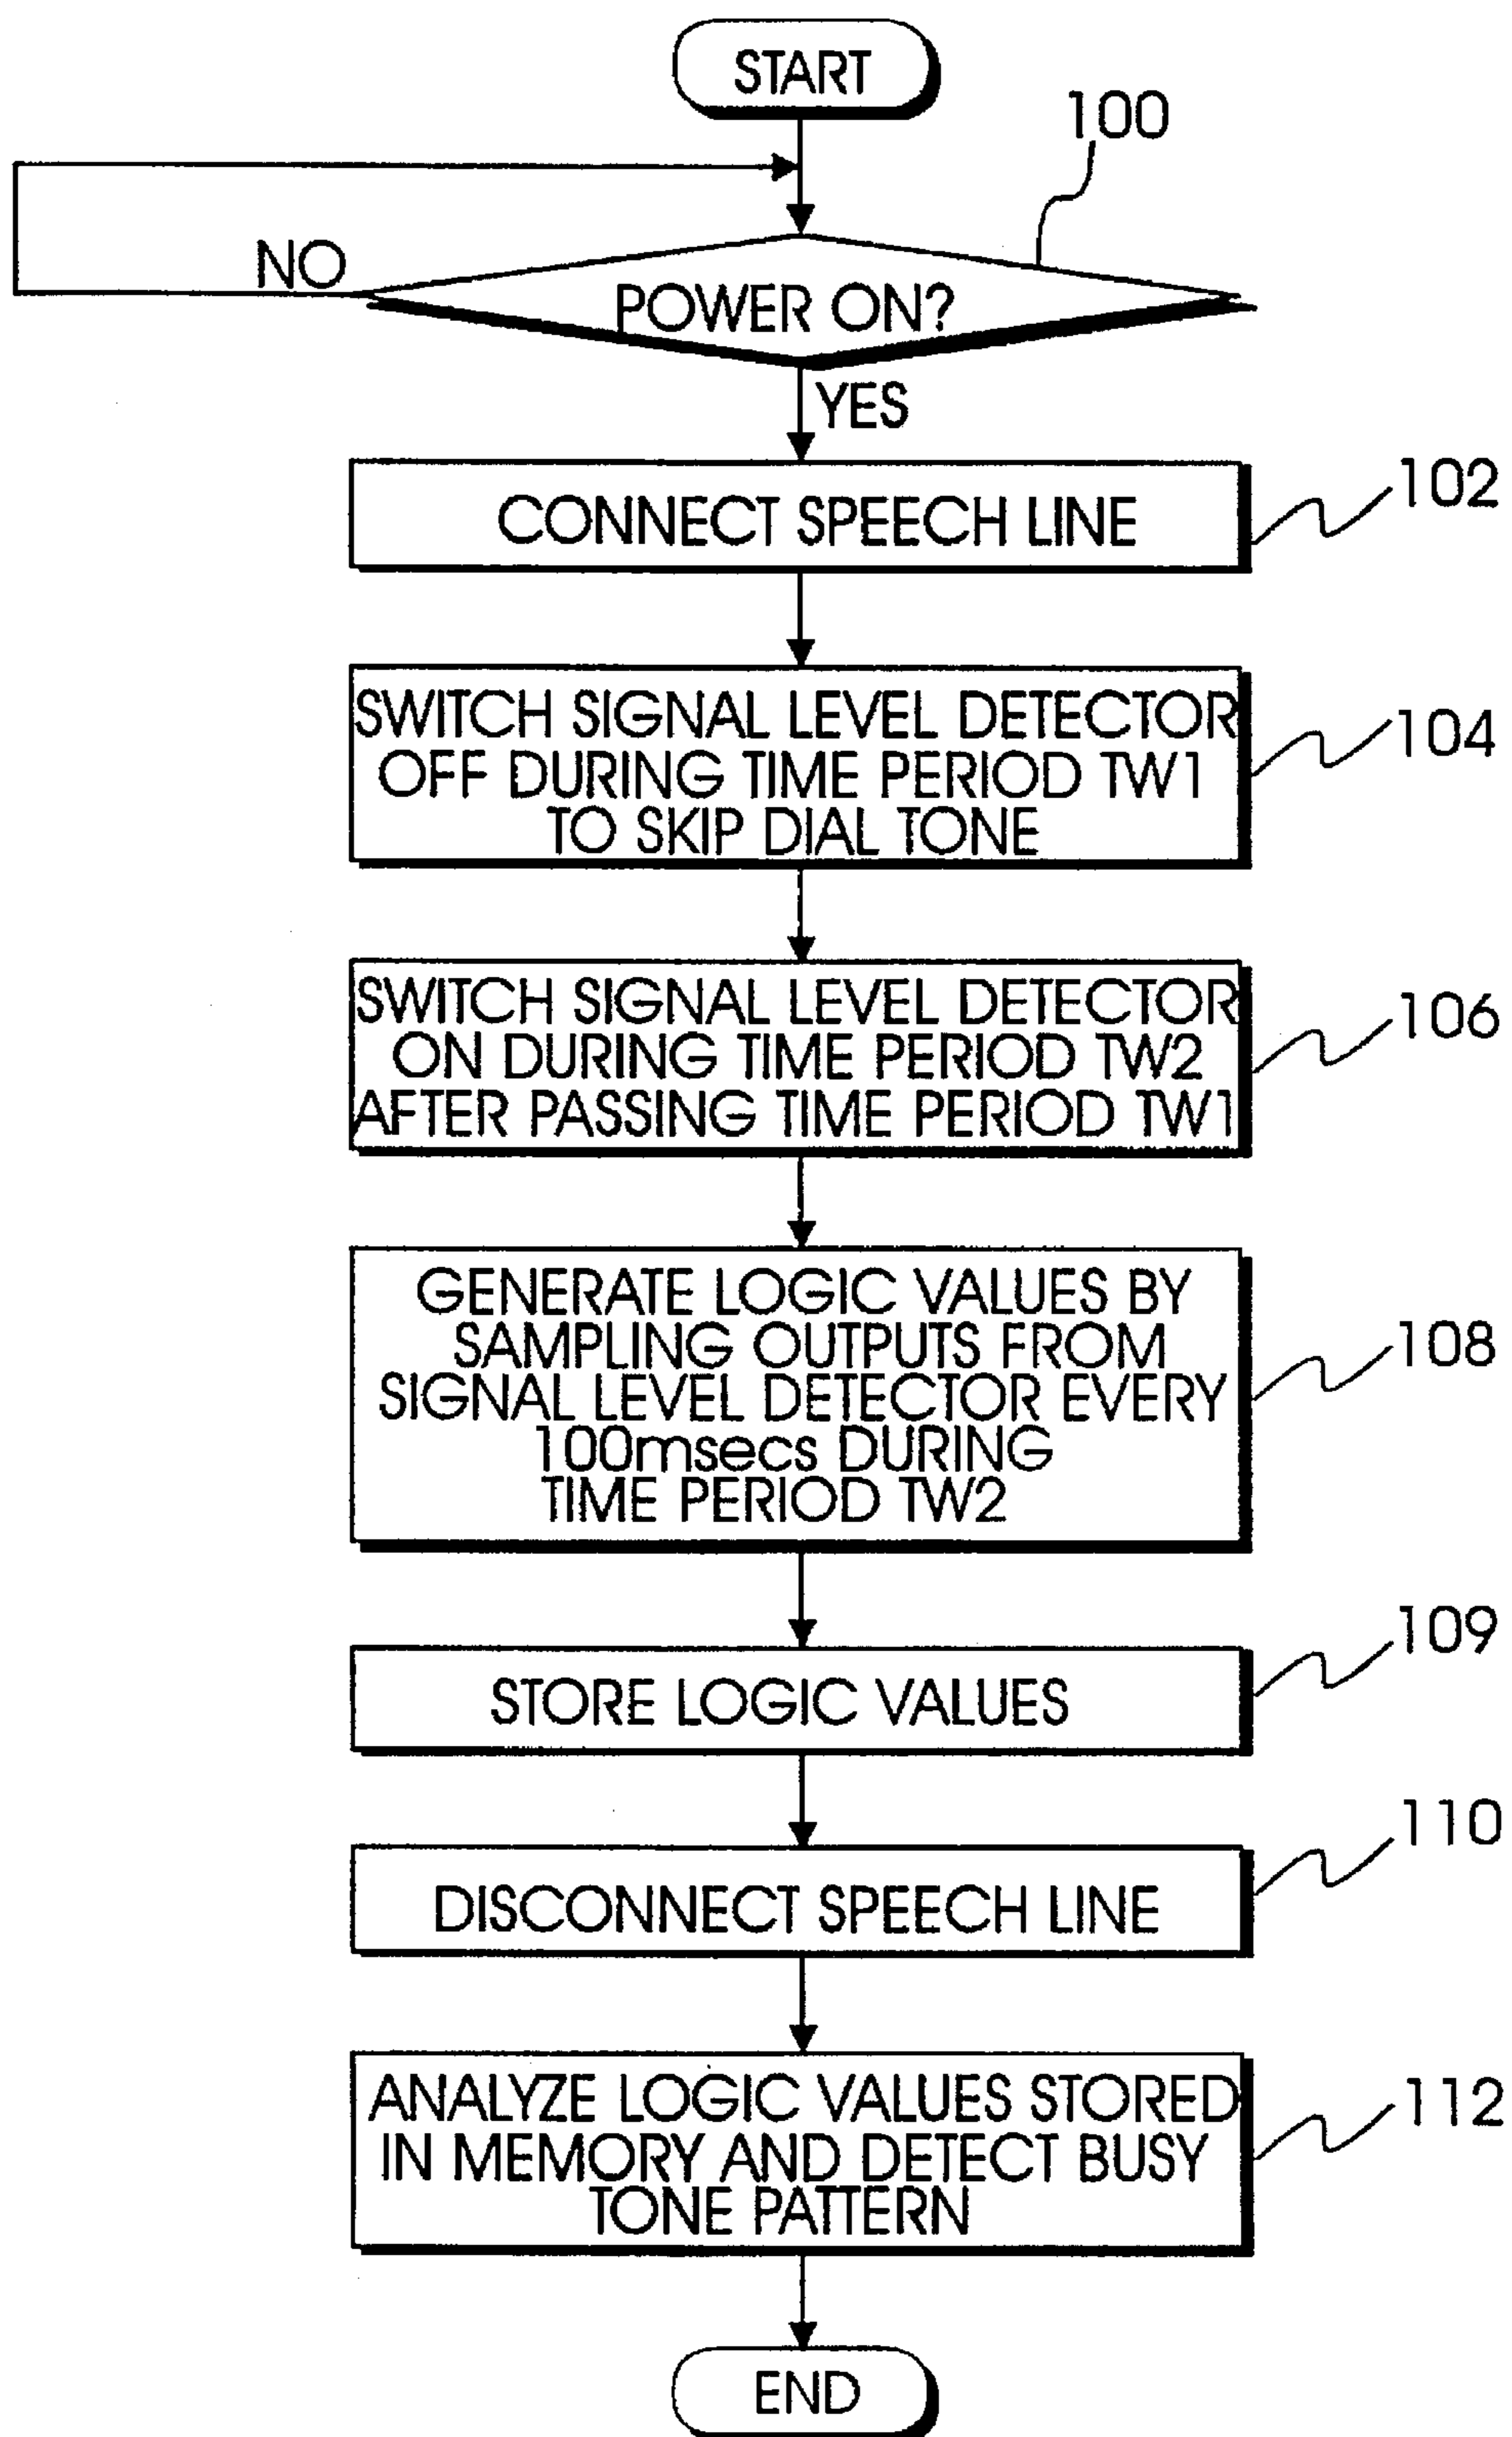 START
100
NO
POWER ON?
YES
CONNECT SPEECH LINE
102
SWITCH SIGNAL LEVEL DETECTOR
OFF DURING TIME PERIOD TW1
TO SKIP DIAL TONE
104
SWITCH SIGNAL LEVEL DETECTOR
ON DURING TIME PERIOD TW2
AFTER PASSING TIME PERIOD TW1
106
GENERATE LOGIC VALUES BY
SAMPLING OUTPUTS FROM
SIGNAL LEVEL DETECTOR EVERY
100msecs DURING
TIME PERIOD TW2
108
STORE LOGIC VALUES
109
DISCONNECT SPEECH LINE
110
ANALYZE LOGIC VALUES STORED
IN MEMORY AND DETECT BUSY
TONE PATTERN
112
END